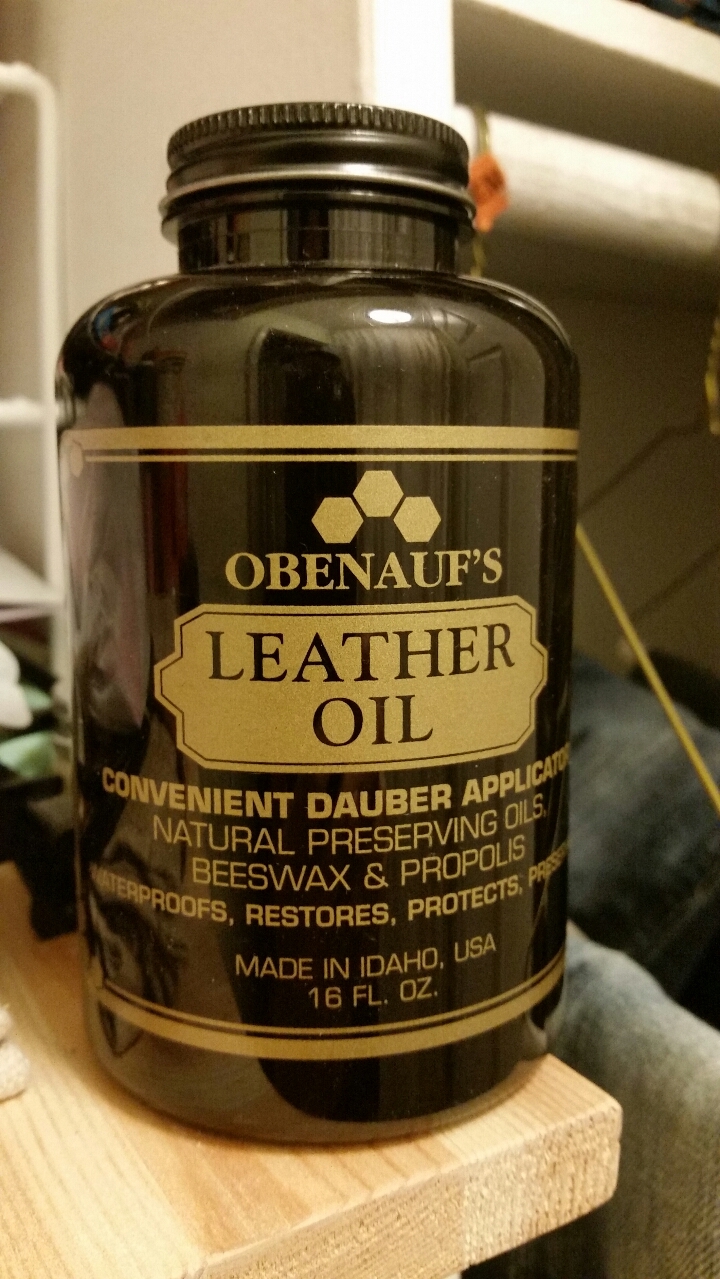 OBENAUF'S
LEATHER
OIL
CONVENIENT DAUBER APPLICATOR
NATURAL PRESERVING OILS,
BEESWAX & PROPOLIS
WATERPROOFS, RESTORES, PROTECTS,
MADE IN IDAHO, USA
16 FL. OZ.